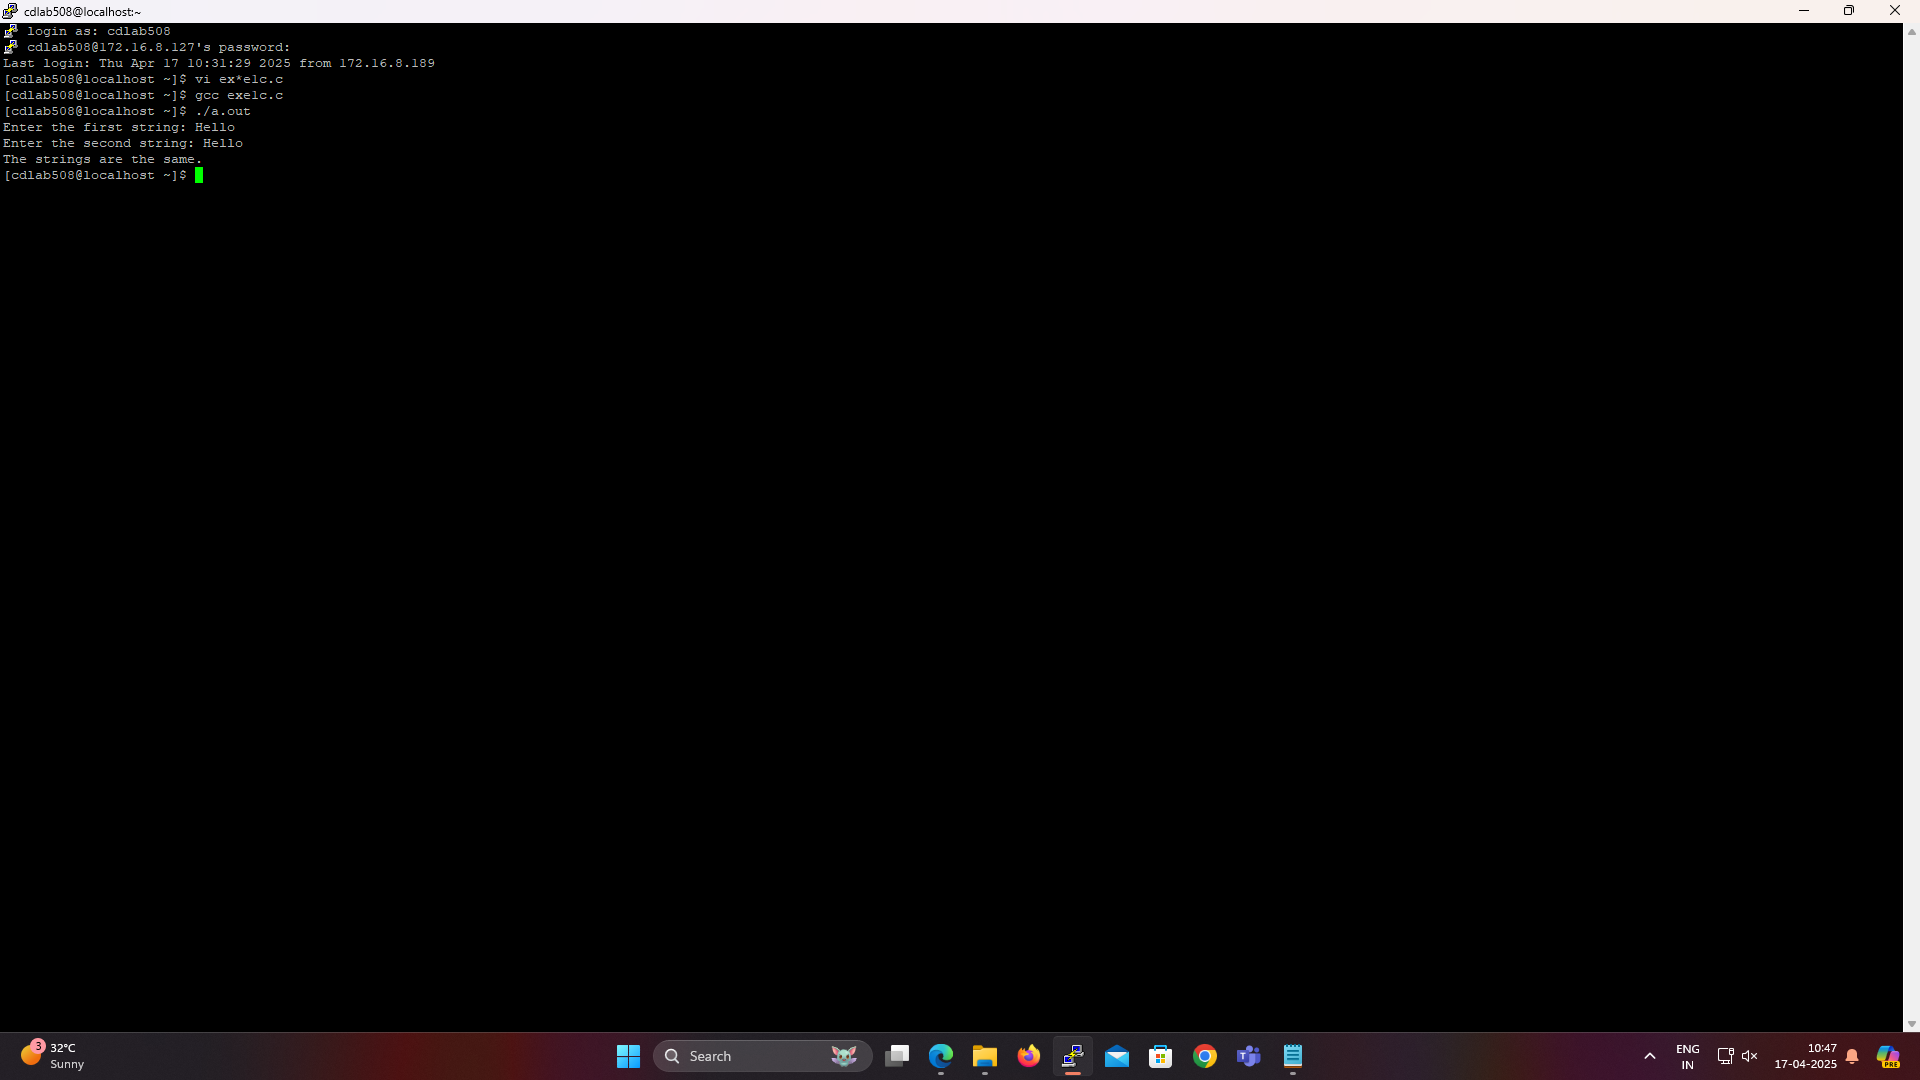 cdlab508@localhost:~
login as: cdlab508
cdlab508@172.16.8.127's password:
Last login: Thu Apr 17 10:31:29 2025 from 172.16.8.189
[cdlab508@localhost ~]$ vi ex*e1c.c
[cdlab508@localhost ~]$ gcc exe1c.c
[cdlab508@localhost ~]$ ./a.out
Enter the first string: Hello
Enter the second string: Hello
The strings are the same.
[cdlab508@localhost ~]$
3
32°C
Sunny
Search
ENG
IN
10:47
17-04-2025
PRE